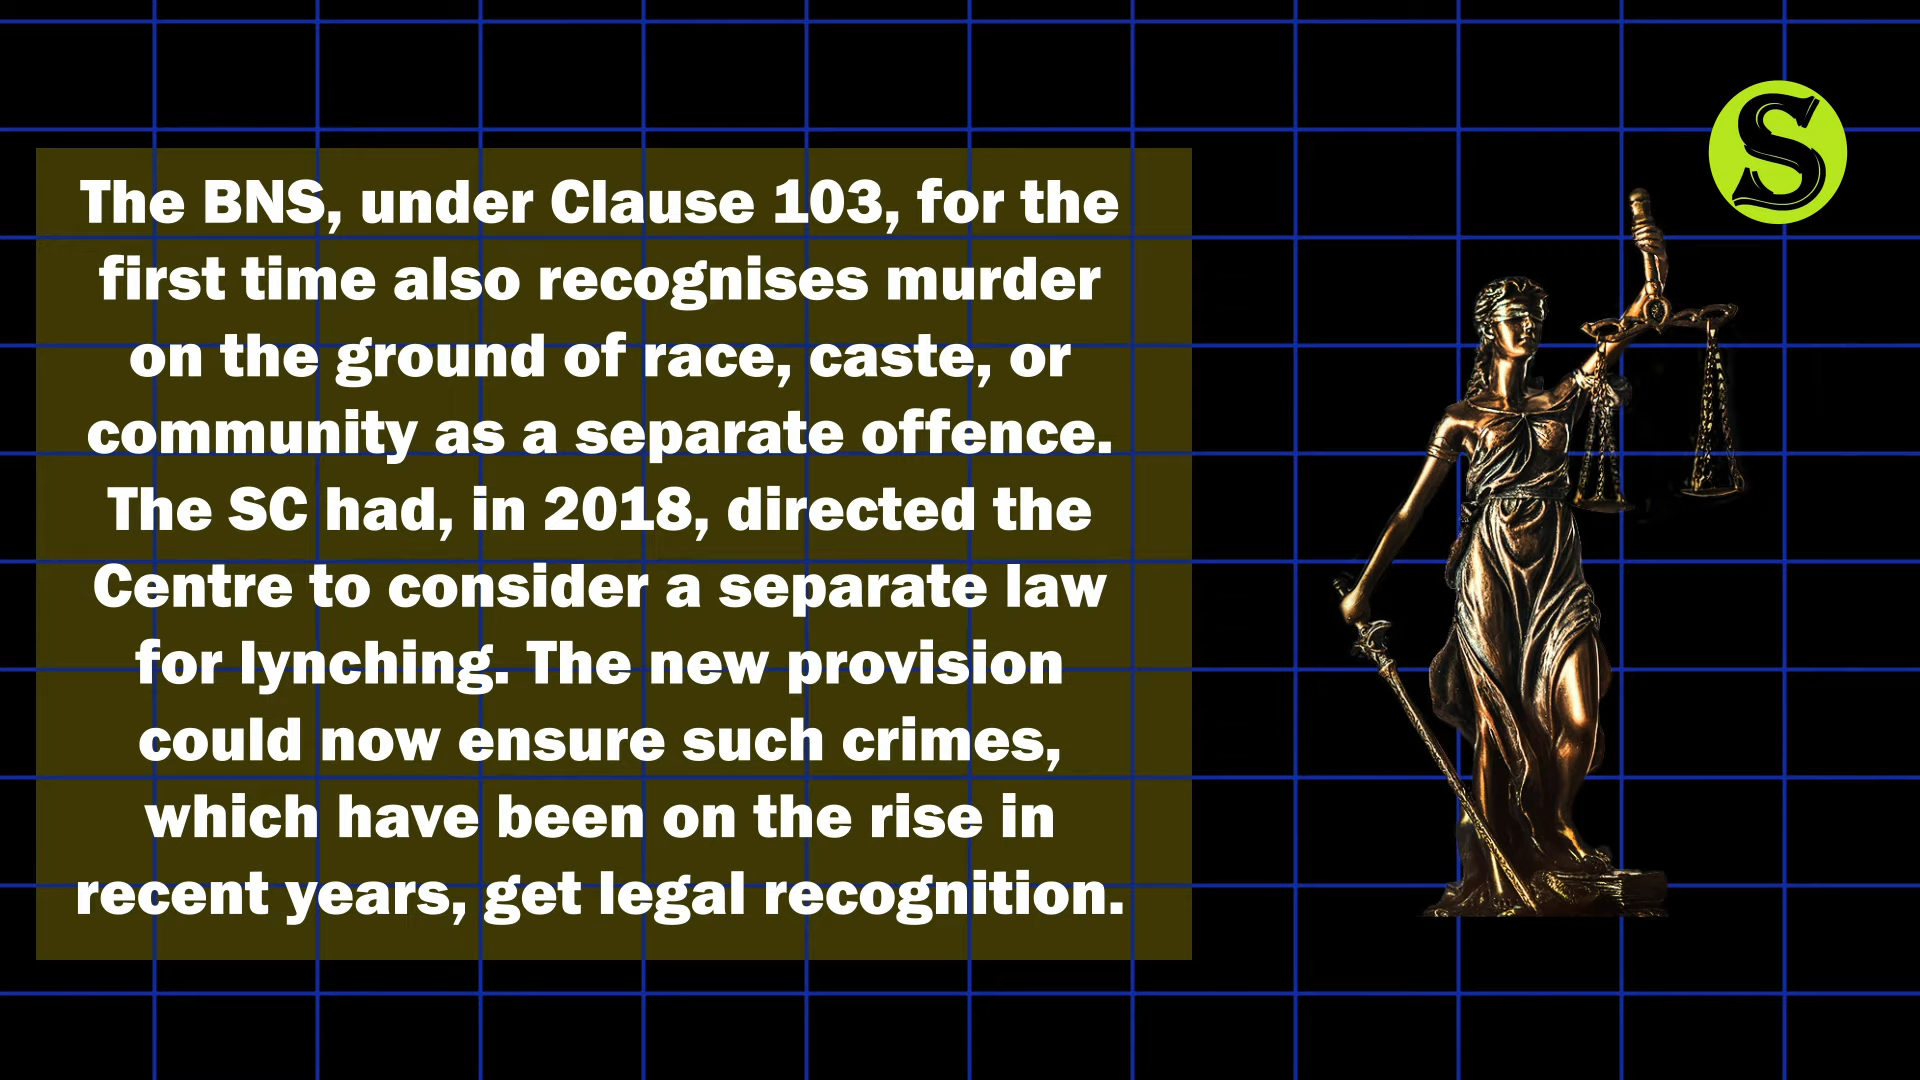 S
The BNS, under Clause 103, for the
first time also recognises murder
on the ground of race, caste, or
community as a separate offence.
The SC had, in 2018, directed the
Centre to consider a separate law
for lynching. The new provision
could now ensure such crimes,
which have been on the rise in
recent years, get legal recognition.